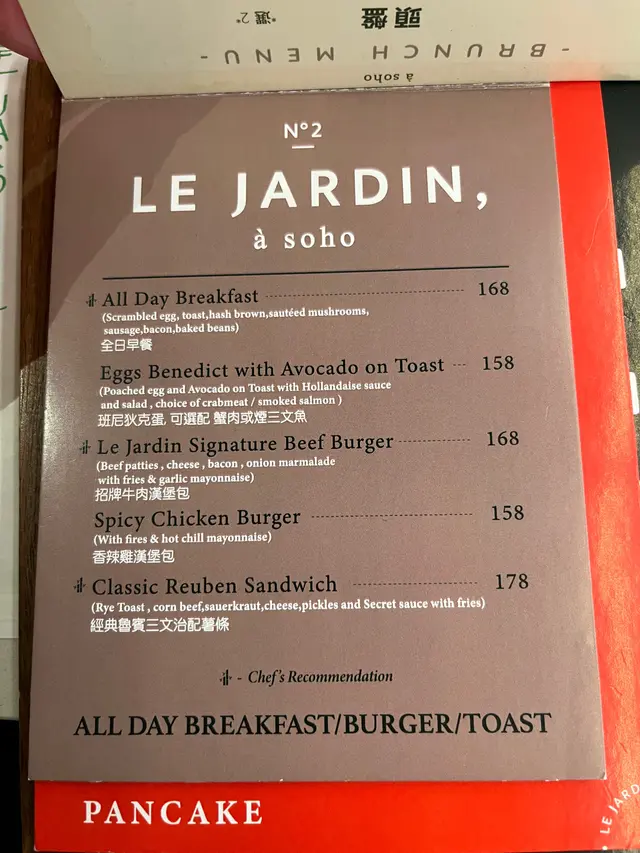 頭盤 *選2*
- BRUNCH MENU -
à soho
Nº2
LE JARDIN,
à soho
All Day Breakfast 168
(Scrambled egg, toast,hash brown,sautéed mushrooms,
sausage,bacon,baked beans)
全日早餐
Eggs Benedict with Avocado on Toast 158
(Poached egg and Avocado on Toast with Hollandaise sauce
and salad , choice of crabmeat / smoked salmon )
班尼狄克蛋, 可選配 蟹肉或煙三文魚
Le Jardin Signature Beef Burger 168
(Beef patties , cheese , bacon , onion marmalade
with fries & garlic mayonnaise)
招牌牛肉漢堡包
Spicy Chicken Burger 158
(With fires & hot chill mayonnaise)
香辣雞漢堡包
Classic Reuben Sandwich 178
(Rye Toast , corn beef,sauerkraut,cheese,pickles and Secret sauce with fries)
經典魯賓三文治配薯條
- Chef's Recommendation
ALL DAY BREAKFAST/BURGER/TOAST
PANCAKE
LE JARD